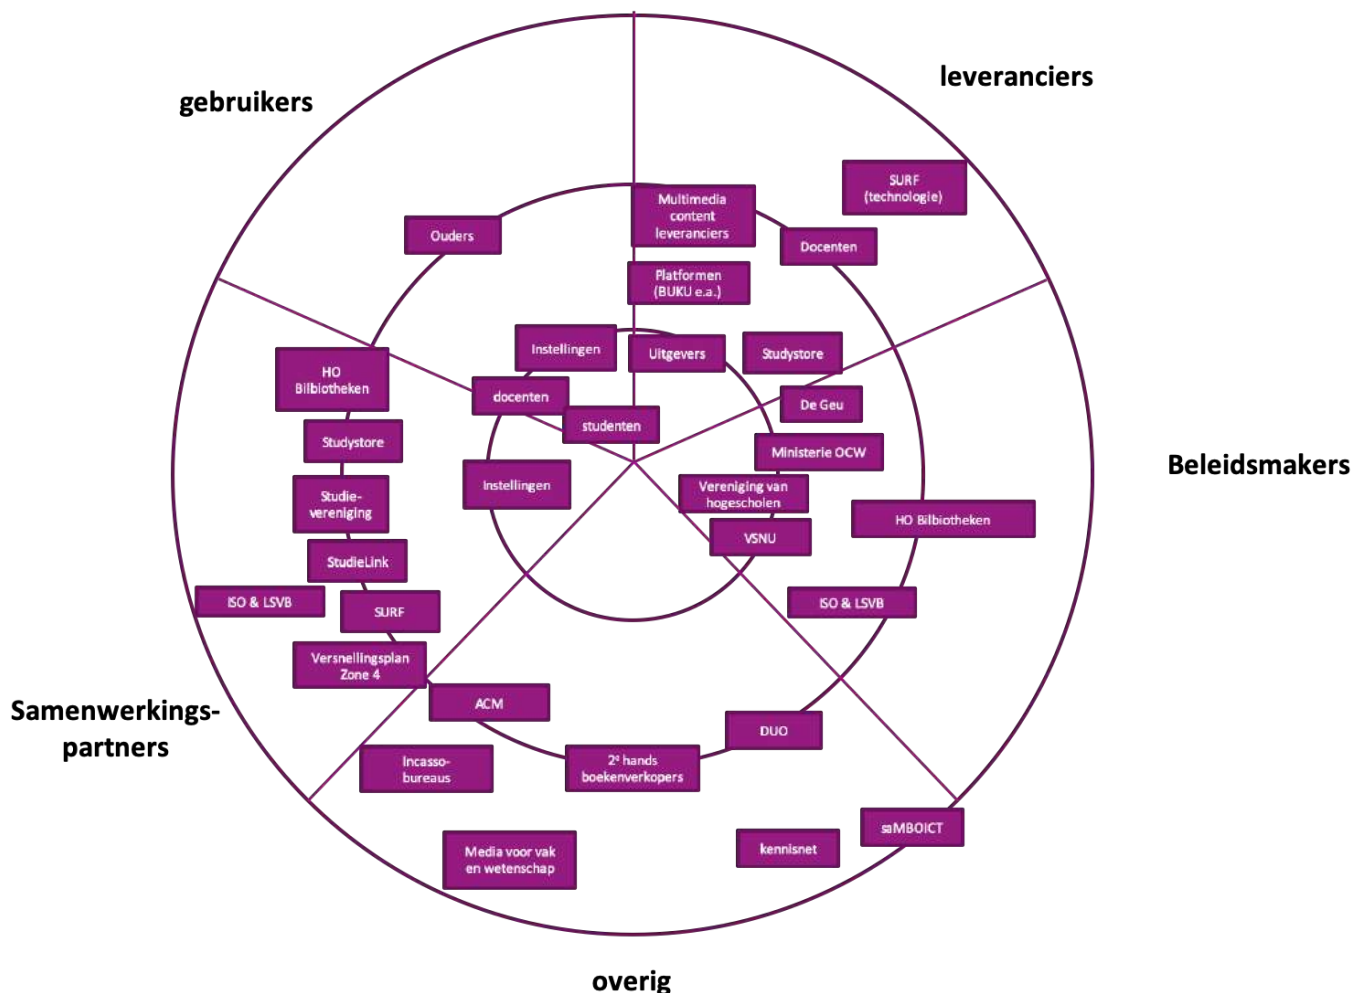 leveranciers
gebruikers
SURF
(technologie)
Multimedia
content
leveranciers
Ouders
Docenten
Platformen
(BUKU e.a.)
Instellingen
Uitgevers
Studystore
HO
Bilbiotheken
docenten
De Geu
studenten
Studystore
Ministerie OCW
Beleidsmakers
Instellingen
Vereniging van
hogescholen
Studie-
vereniging
HO Bilbiotheken
VSNU
StudieLink
ISO & LSVB
SURF
ISO & LSVB
Versnellingsplan
Zone 4
Samenwerkings-
partners
ACM
DUO
Incasso-
bureaus
2e hands
boekenverkopers
saMBOICT
Media voor vak
en wetenschap
kennisnet
overig